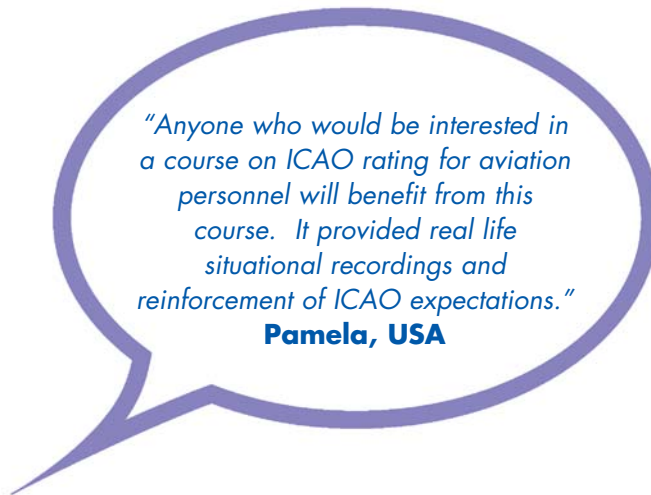 “Anyone who would be interested in
a course on ICAO rating for aviation
personnel will benefit from this
course.  It provided real life
situational recordings and
reinforcement of ICAO expectations.”
Pamela, USA